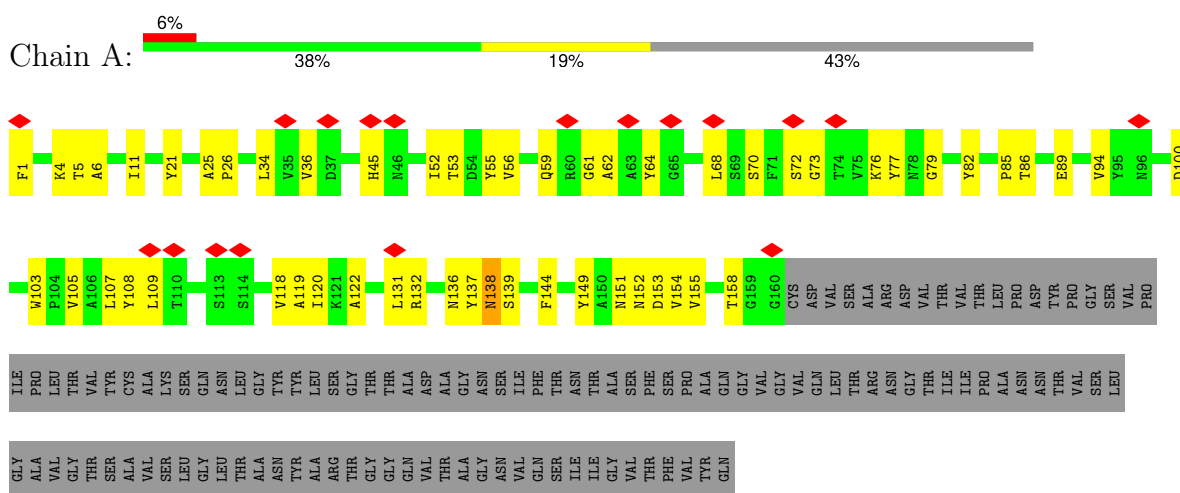 6%
Chain A:
38% 19% 43%
F1 K4 T5 A6 I11 Y21 A25 P26 L34 V35 V36 D37 H45 N46 I52 T53 D54 Y55 V56 Q59 R60 G61 A62 A63 Y64 G65 L68 S69 S70 F71 S72 G73 T74 V75 K76 Y77 N78 G79 Y82 P85 T86 E89 V94 Y95 N96 D100
W103 P104 V105 A106 L107 Y108 L109 T110 S113 S114 V118 A119 I120 K121 A122 L131 R132 N136 Y137 N138 S139 F144 Y149 A150 N151 N152 D153 V154 V155 T158 G159 G160 CYS ASP VAL SER ALA ARG ASP VAL THR VAL THR LEU PRO ASP TYR PRO GLY SER VAL PRO
ILE PRO LEU THR VAL TYR CYS ALA LYS SER GLN ASN LEU GLY TYR TYR LEU SER GLY THR THR ALA ASP ALA GLY ASN SER ILE PHE THR ASN THR ALA SER PHE SER PRO ALA GLN GLY VAL GLY VAL GLN LEU THR ARG ASN GLY THR ILE ILE PRO ALA ASN ASN THR VAL SER LEU
GLY ALA VAL GLY THR SER ALA VAL SER LEU GLY LEU THR ALA ASN TYR ALA ARG THR GLY GLY GLN VAL THR ALA GLY ASN VAL GLN SER ILE ILE GLY VAL THR PHE VAL TYR GLN